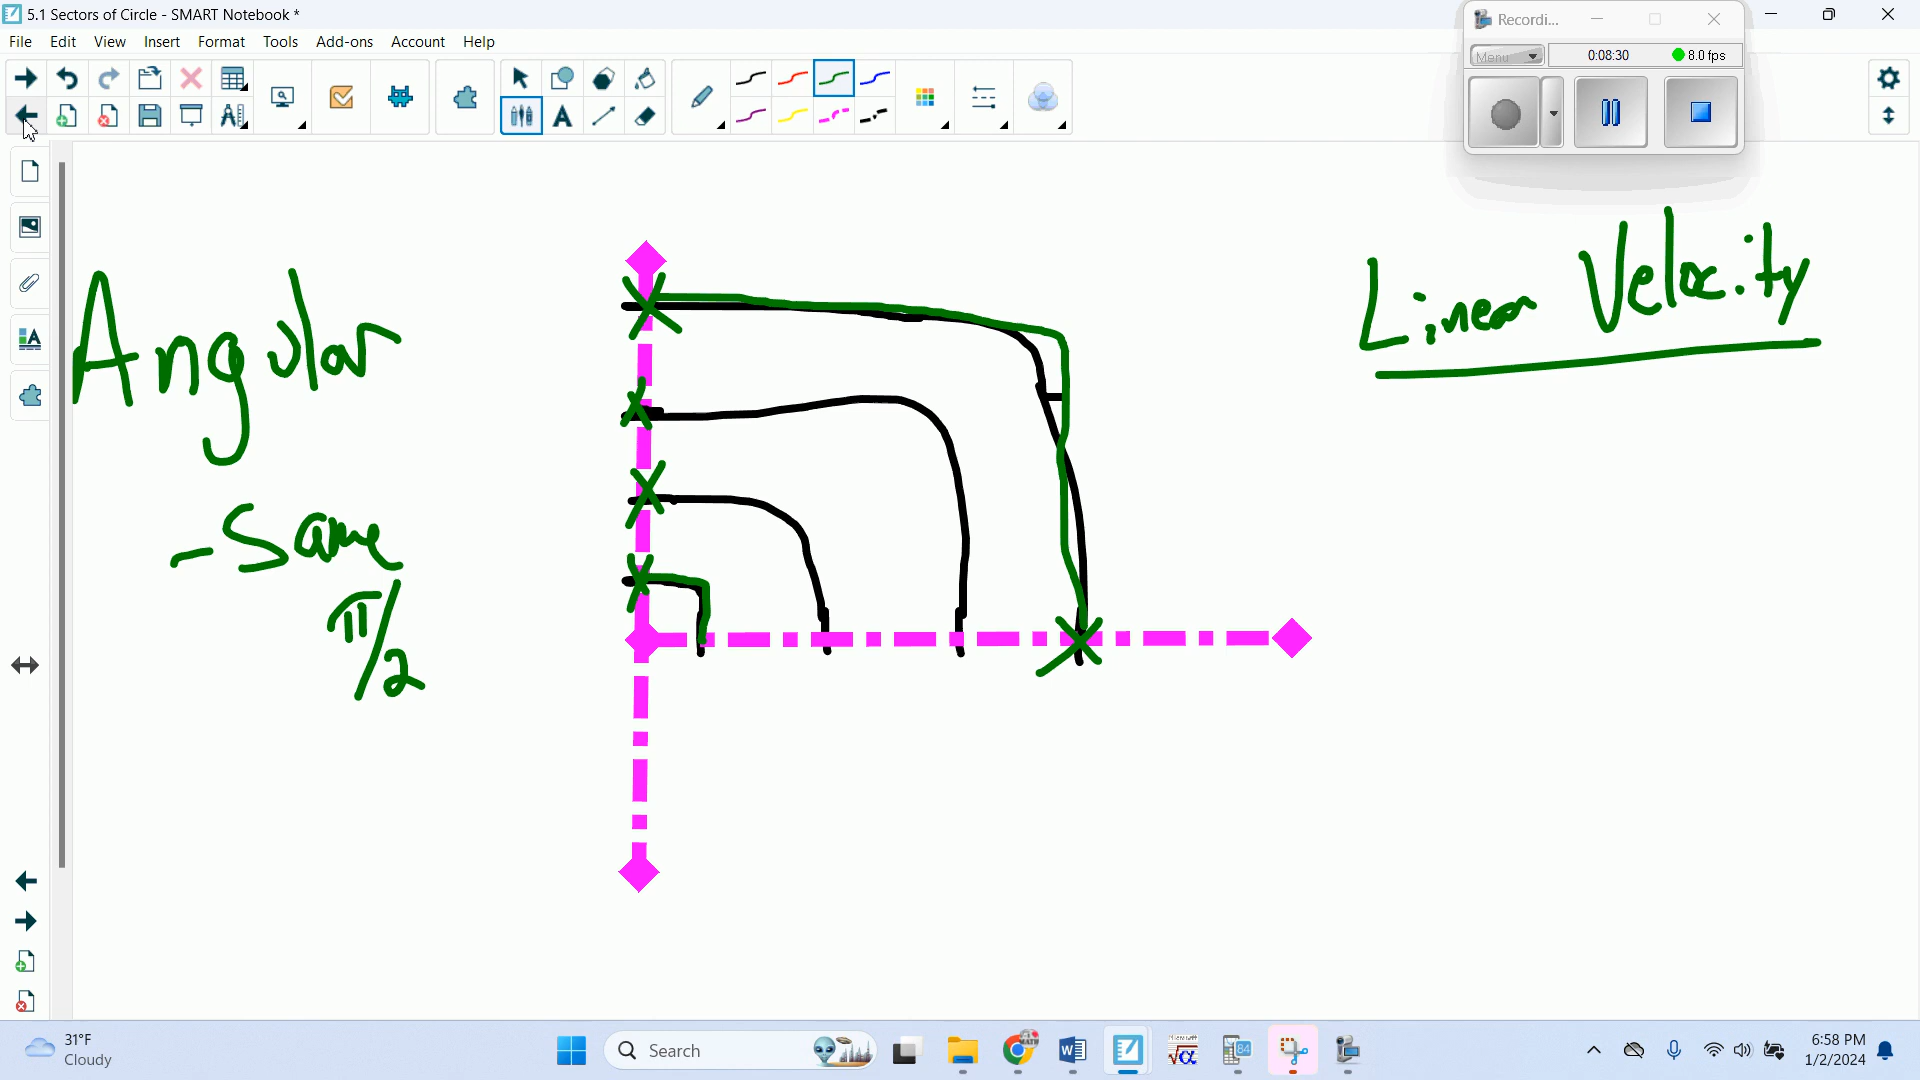 5.1 Sectors of Circle - SMART Notebook *
File Edit View Insert Format Tools Add-ons Account Help
Recordi...
Menu 0:08:30 8.0 fps
Linear Velocity
Angular
- Same
π/2
31°F
Cloudy
Search
84
6:58 PM
1/2/2024